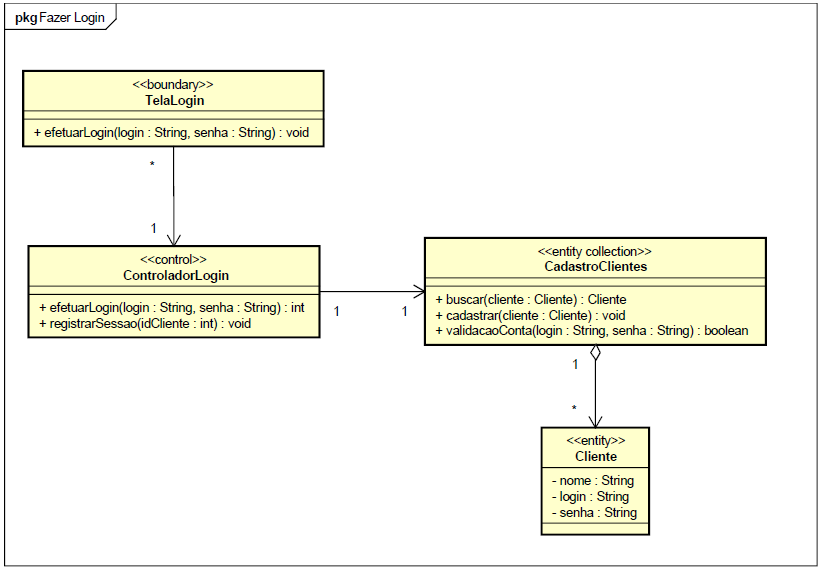 pkg Fazer Login
<<boundary>>
TelaLogin
+ efetuarLogin(login : String, senha : String) : void
*
1
<<control>>
ControladorLogin
+ efetuarLogin(login : String, senha : String) : int
+ registrarSessao(idCliente : int) : void
1
1
<<entity collection>>
CadastroClientes
+ buscar(cliente : Cliente) : Cliente
+ cadastrar(cliente : Cliente) : void
+ validacaoConta(login : String, senha : String) : boolean
1
*
<<entity>>
Cliente
- nome : String
- login : String
- senha : String